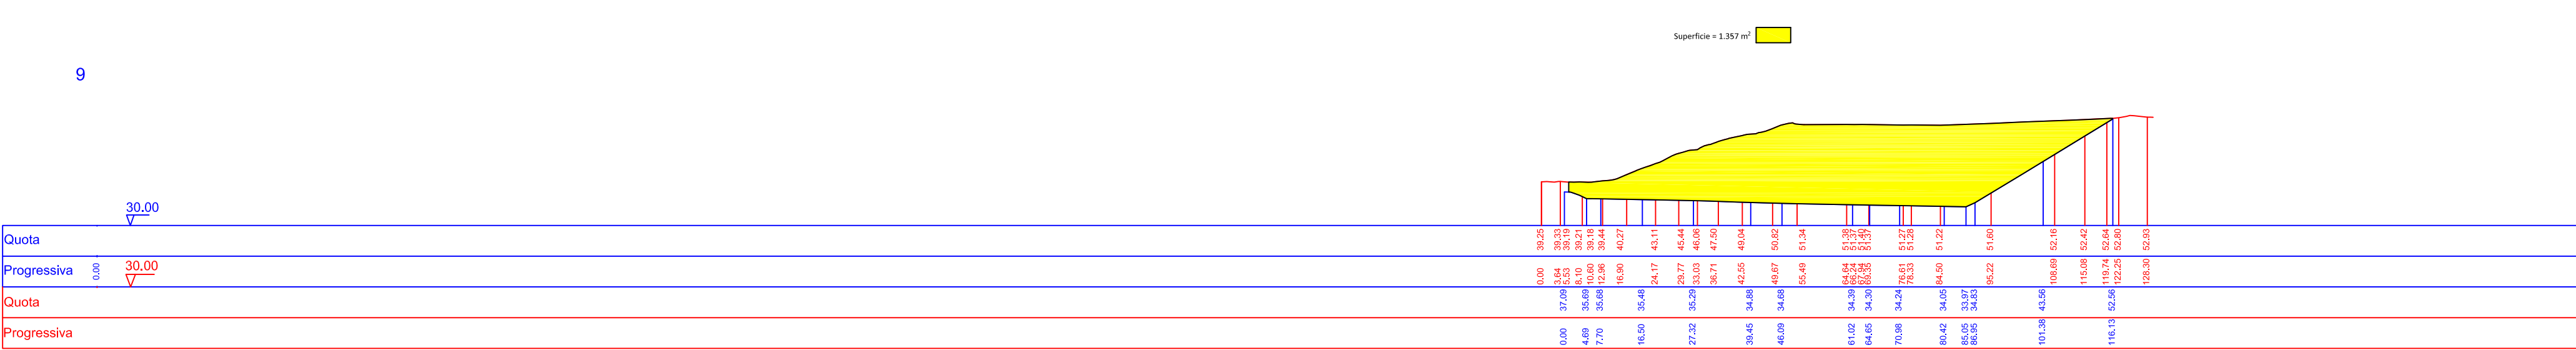 Superficie = 1.357 m²
9
30.00
Quota 39.25 39.33 39.19 39.21 39.18 39.44 40.27 43.11 45.44 46.06 47.50 49.04 50.82 51.34 51.38 51.37 51.40 51.37 51.27 51.28 51.22 51.60 52.16 52.42 52.64 52.80 52.93
Progressiva 0.00 30.00 0.00 3.64 5.53 8.10 10.60 12.96 16.90 24.17 29.77 33.03 36.71 42.55 49.67 55.49 64.64 66.24 67.94 69.35 76.61 78.33 84.50 95.22 108.69 115.08 119.74 122.25 128.30
Quota 37.09 35.69 35.68 35.48 35.29 34.88 34.68 34.39 34.30 34.24 34.05 33.97 34.83 43.56 52.56
Progressiva 0.00 4.69 7.70 16.50 27.32 39.45 46.09 61.02 64.65 70.98 80.42 85.05 86.95 101.38 116.13